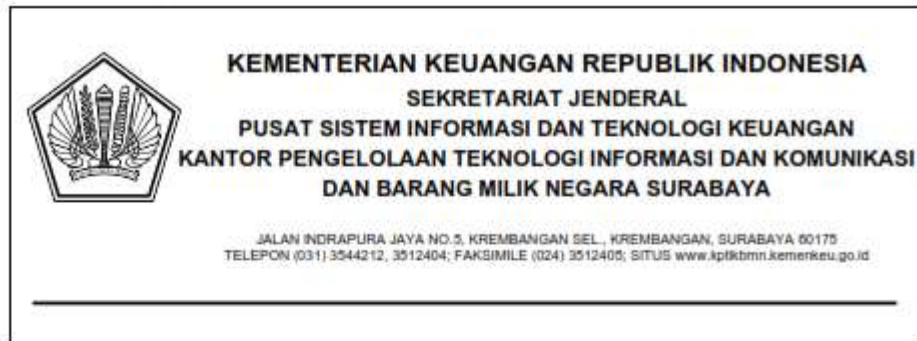 KEMENTERIAN KEUANGAN REPUBLIK INDONESIA
SEKRETARIAT JENDERAL
PUSAT SISTEM INFORMASI DAN TEKNOLOGI KEUANGAN
KANTOR PENGELOLAAN TEKNOLOGI INFORMASI DAN KOMUNIKASI
DAN BARANG MILIK NEGARA SURABAYA
JALAN INDRAPURA JAYA NO.5, KREMBANGAN SEL., KREMBANGAN, SURABAYA 60175
TELEPON (031) 3544212, 3512404; FAKSIMILE (024) 3512405; SITUS www.kptikbmn.kemenkeu.go.id